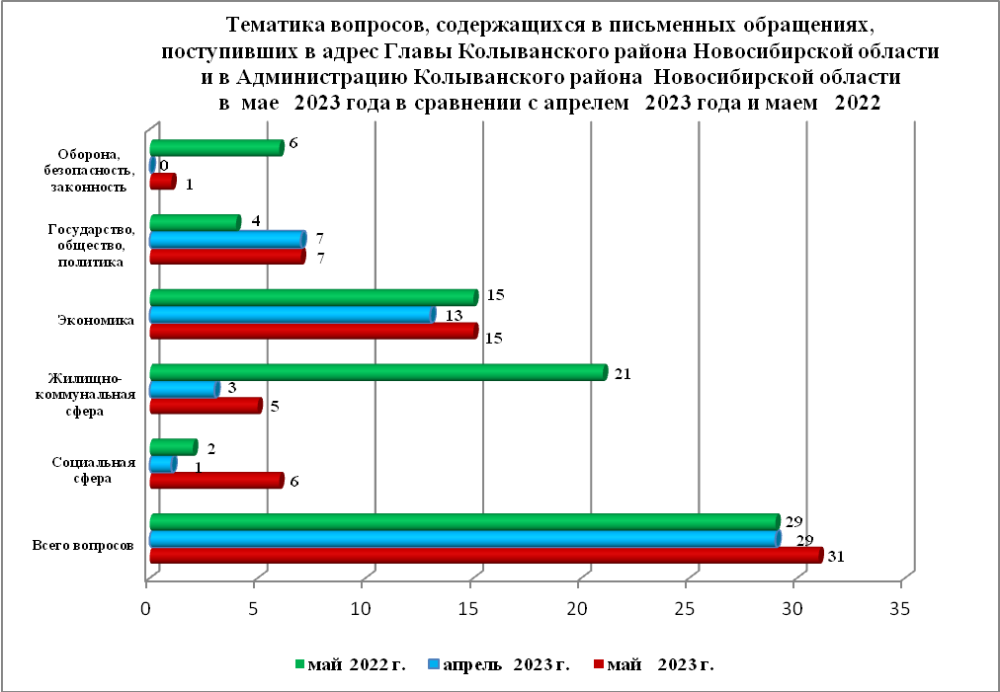 Тематика вопросов, содержащихся в письменных обращениях,
поступивших в адрес Главы Колыванского района Новосибирской области
и в Администрацию Колыванского района Новосибирской области
в мае 2023 года в сравнении с апрелем 2023 года и маем 2022
Оборона,
безопасность,
законность
6
0
1
Государство,
общество,
политика
4
7
7
Экономика
15
13
15
Жилищно-
коммунальная
сфера
21
3
5
Социальная
сфера
2
1
6
Всего вопросов
29
29
31
0 5 10 15 20 25 30 35
май 2022 г. апрель 2023 г. май 2023 г.